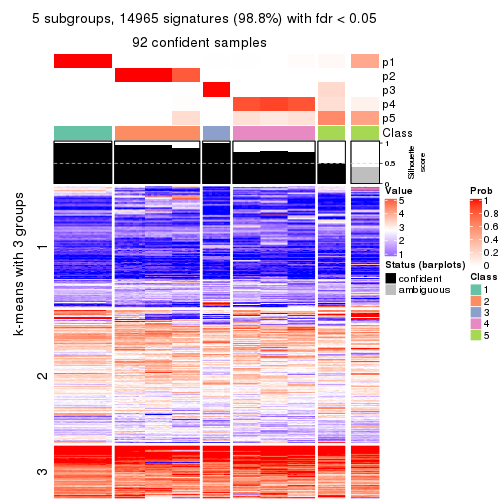 5 subgroups, 14965 signatures (98.8%) with fdr < 0.05
92 confident samples
p1
p2
p3
p4
p5
Class
1
0.5
0
Silhouette
score
k-means with 3 groups
1
2
3
Value
5
4
3
2
1
Status (barplots)
confident
ambiguous
Prob
1
0.8
0.6
0.4
0.2
0
Class
1
2
3
4
5